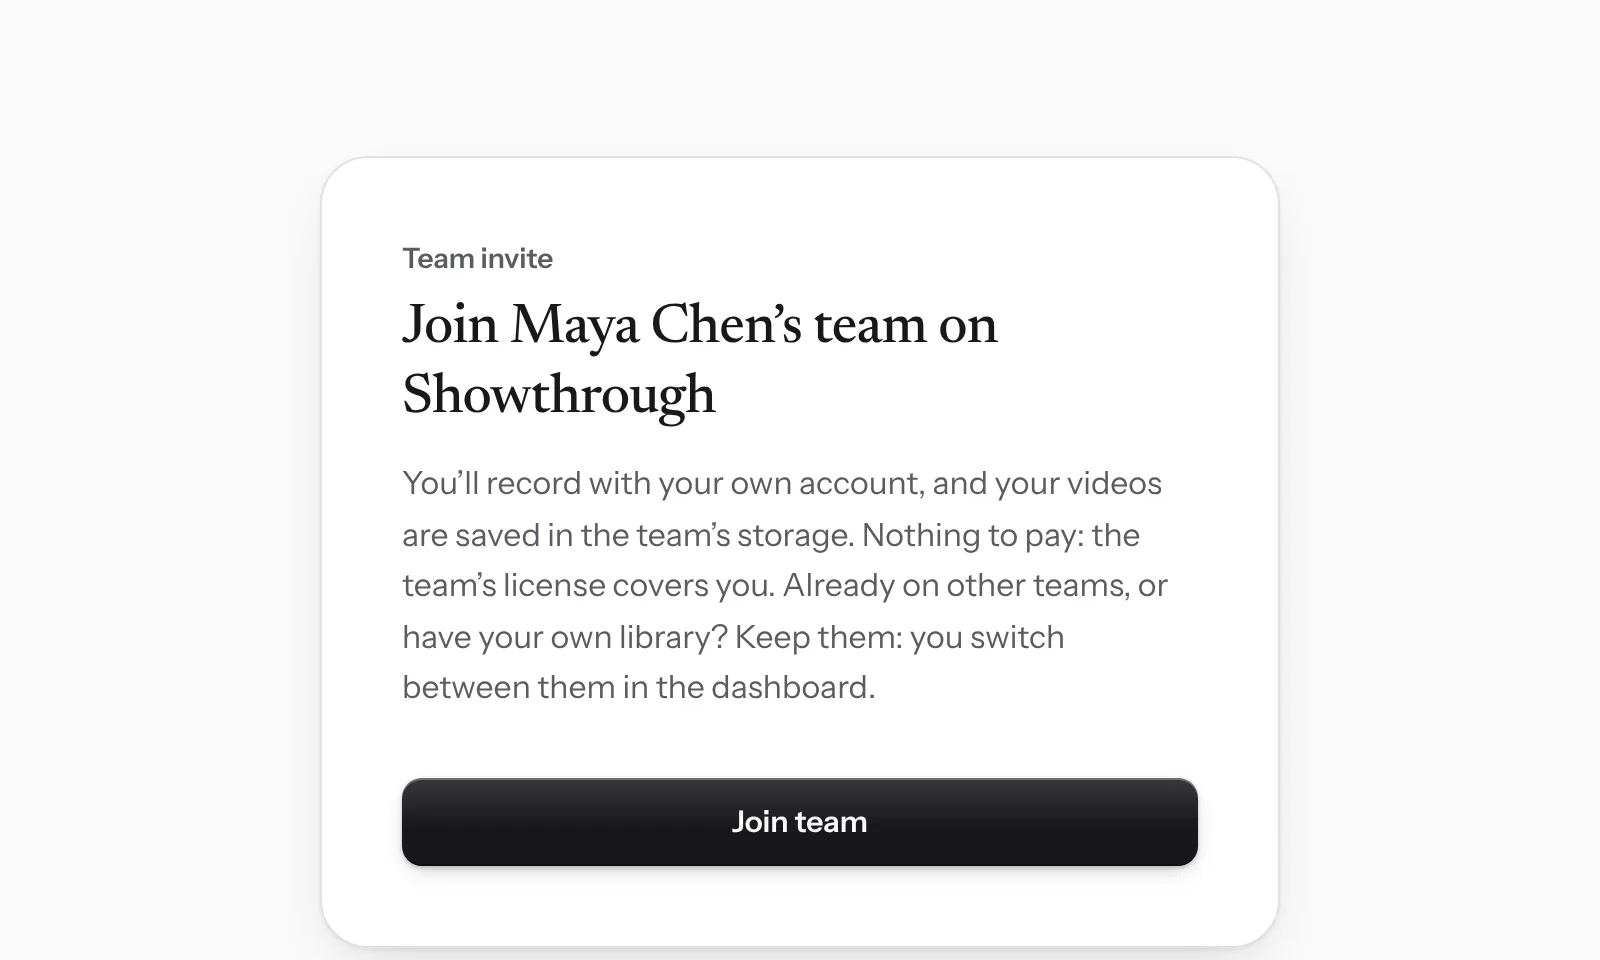 Team invite
Join Maya Chen’s team on
Showthrough
You’ll record with your own account, and your videos
are saved in the team’s storage. Nothing to pay: the
team’s license covers you. Already on other teams, or
have your own library? Keep them: you switch
between them in the dashboard.
Join team